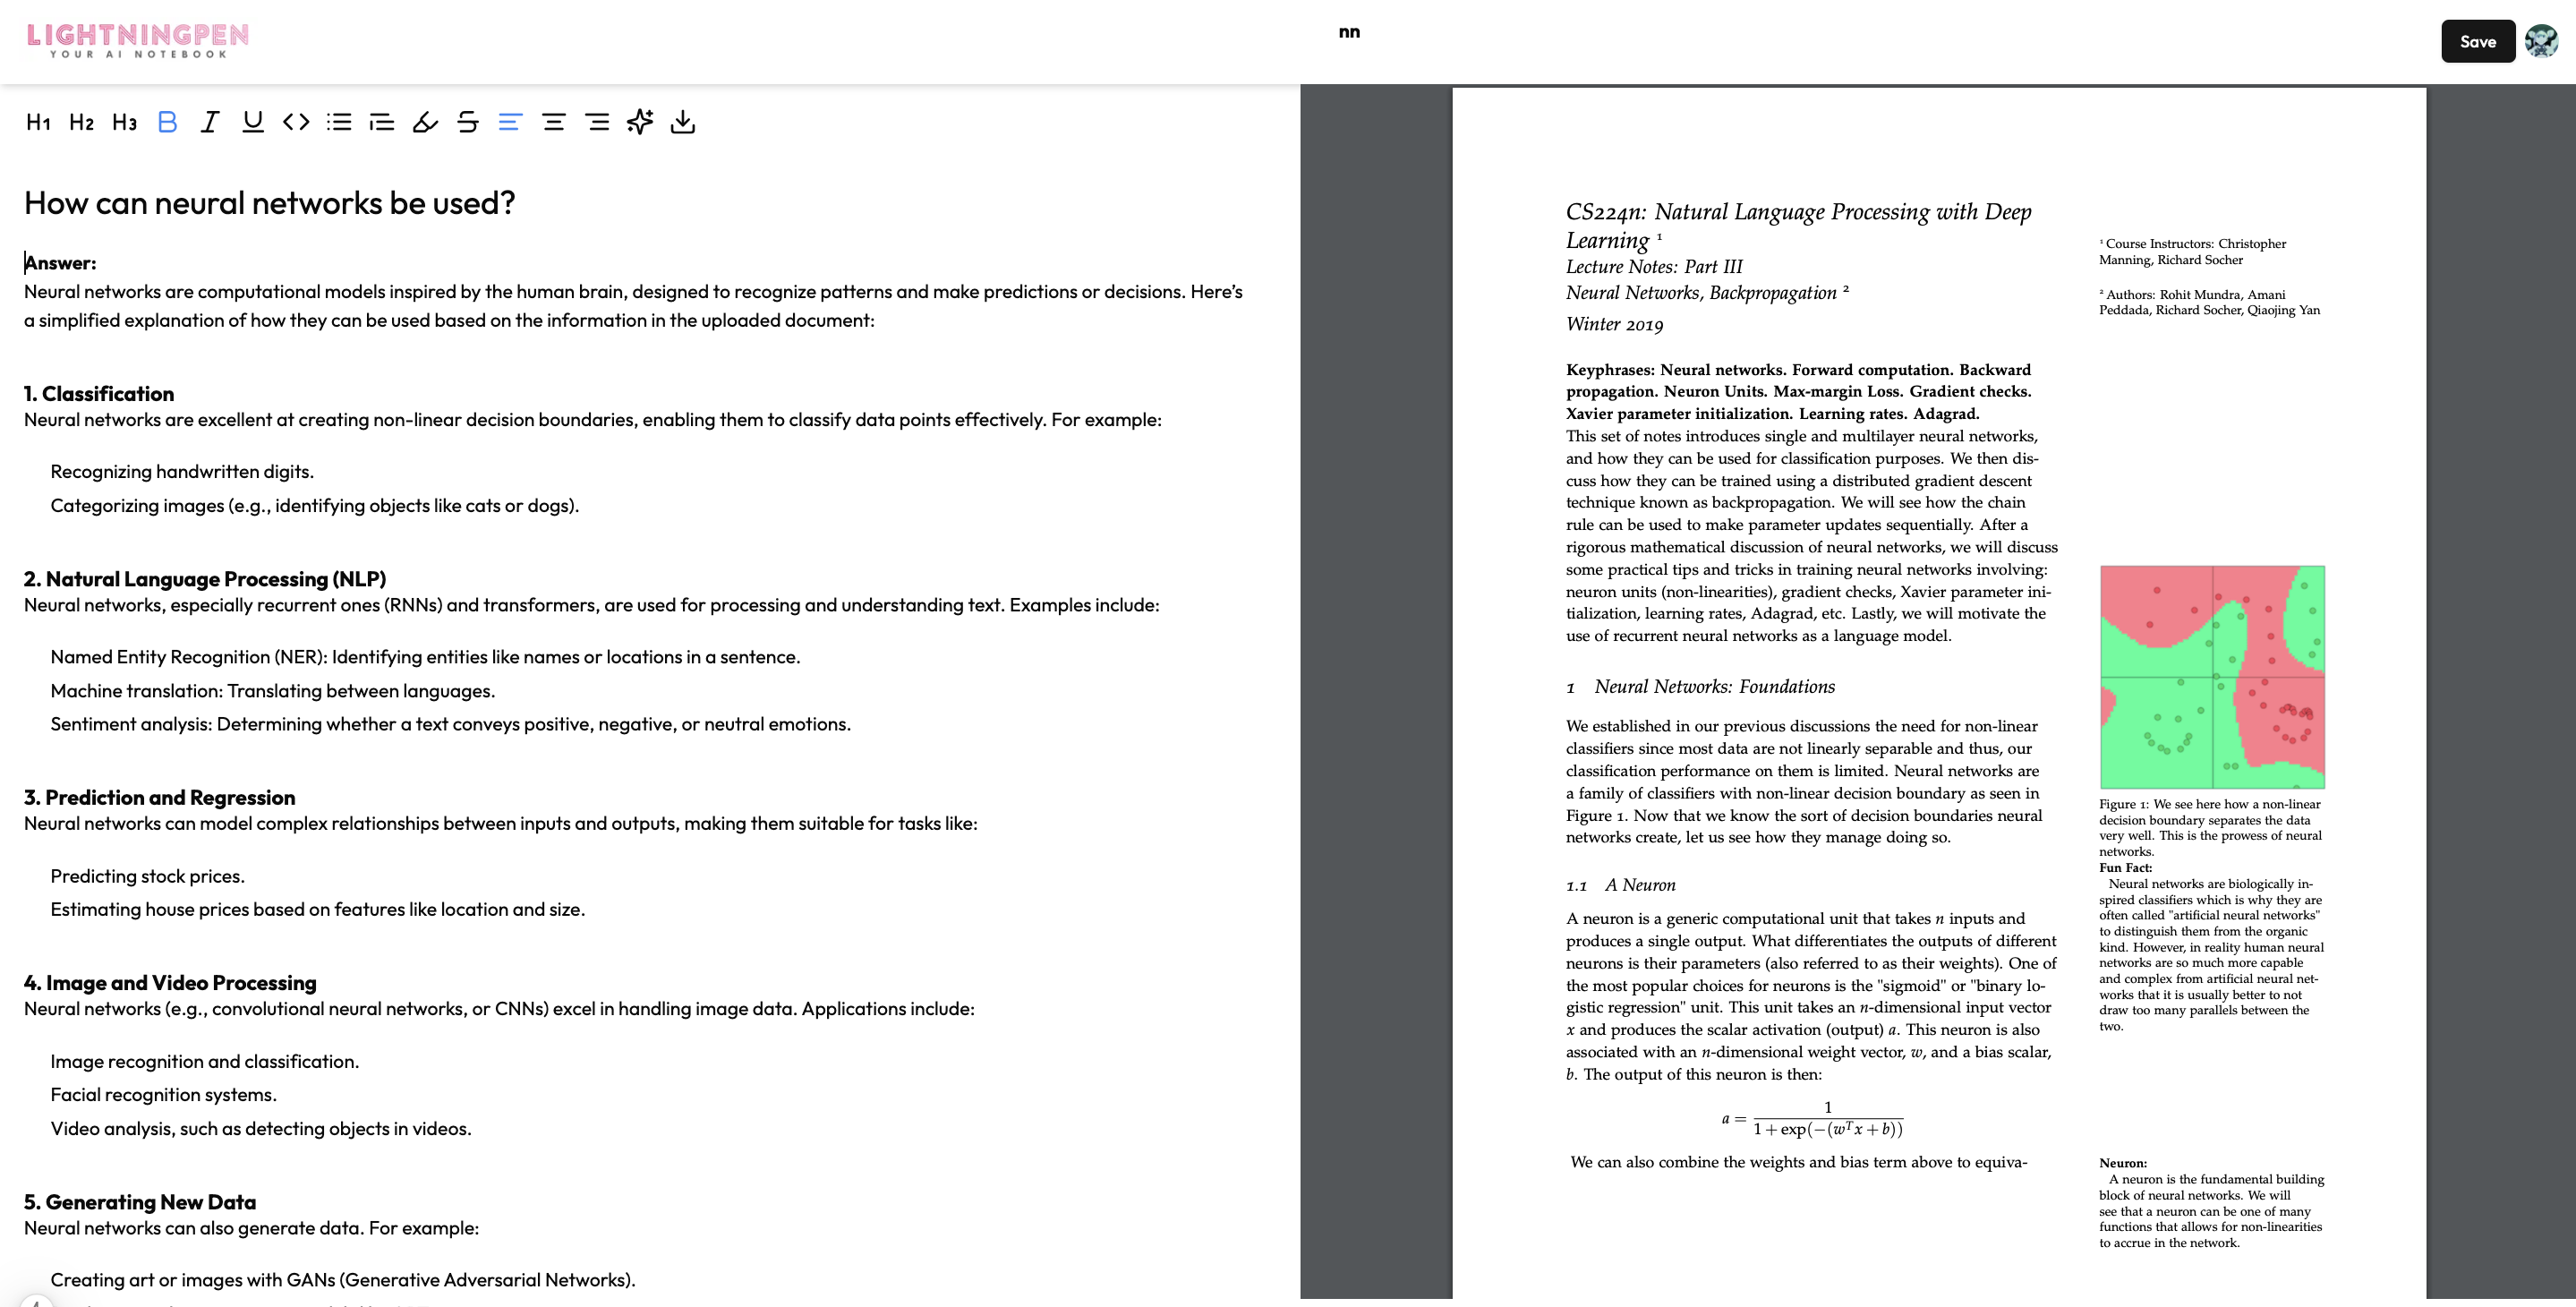 LIGHTNINGPEN
YOUR AI NOTEBOOK
nn
Save
H1 H2 H3 B I U S
How can neural networks be used?
Answer:
Neural networks are computational models inspired by the human brain, designed to recognize patterns and make predictions or decisions. Here's
a simplified explanation of how they can be used based on the information in the uploaded document:
1. Classification
Neural networks are excellent at creating non-linear decision boundaries, enabling them to classify data points effectively. For example:
Recognizing handwritten digits.
Categorizing images (e.g., identifying objects like cats or dogs).
2. Natural Language Processing (NLP)
Neural networks, especially recurrent ones (RNNs) and transformers, are used for processing and understanding text. Examples include:
Named Entity Recognition (NER): Identifying entities like names or locations in a sentence.
Machine translation: Translating between languages.
Sentiment analysis: Determining whether a text conveys positive, negative, or neutral emotions.
3. Prediction and Regression
Neural networks can model complex relationships between inputs and outputs, making them suitable for tasks like:
Predicting stock prices.
Estimating house prices based on features like location and size.
4. Image and Video Processing
Neural networks (e.g., convolutional neural networks, or CNNs) excel in handling image data. Applications include:
Image recognition and classification.
Facial recognition systems.
Video analysis, such as detecting objects in videos.
5. Generating New Data
Neural networks can also generate data. For example:
Creating art or images with GANs (Generative Adversarial Networks).
CS224n: Natural Language Processing with Deep
Learning 1
Lecture Notes: Part III
Neural Networks, Backpropagation 2
Winter 2019
1 Course Instructors: Christopher
Manning, Richard Socher
2 Authors: Rohit Mundra, Amani
Peddada, Richard Socher, Qiaojing Yan
Keyphrases: Neural networks. Forward computation. Backward
propagation. Neuron Units. Max-margin Loss. Gradient checks.
Xavier parameter initialization. Learning rates. Adagrad.
This set of notes introduces single and multilayer neural networks,
and how they can be used for classification purposes. We then dis-
cuss how they can be trained using a distributed gradient descent
technique known as backpropagation. We will see how the chain
rule can be used to make parameter updates sequentially. After a
rigorous mathematical discussion of neural networks, we will discuss
some practical tips and tricks in training neural networks involving:
neuron units (non-linearities), gradient checks, Xavier parameter ini-
tialization, learning rates, Adagrad, etc. Lastly, we will motivate the
use of recurrent neural networks as a language model.
1 Neural Networks: Foundations
We established in our previous discussions the need for non-linear
classifiers since most data are not linearly separable and thus, our
classification performance on them is limited. Neural networks are
a family of classifiers with non-linear decision boundary as seen in
Figure 1. Now that we know the sort of decision boundaries neural
networks create, let us see how they manage doing so.
Figure 1: We see here how a non-linear
decision boundary separates the data
very well. This is the prowess of neural
networks.
Fun Fact:
Neural networks are biologically in-
spired classifiers which is why they are
often called "artificial neural networks"
to distinguish them from the organic
kind. However, in reality human neural
networks are so much more capable
and complex from artificial neural net-
works that it is usually better to not
draw too many parallels between the
two.
1.1 A Neuron
A neuron is a generic computational unit that takes n inputs and
produces a single output. What differentiates the outputs of different
neurons is their parameters (also referred to as their weights). One of
the most popular choices for neurons is the "sigmoid" or "binary lo-
gistic regression" unit. This unit takes an n-dimensional input vector
x and produces the scalar activation (output) a. This neuron is also
associated with an n-dimensional weight vector, w, and a bias scalar,
b. The output of this neuron is then:
a = 1 / (1 + exp(−(wᵀx + b)))
We can also combine the weights and bias term above to equiva-
Neuron:
A neuron is the fundamental building
block of neural networks. We will
see that a neuron can be one of many
functions that allows for non-linearities
to accrue in the network.